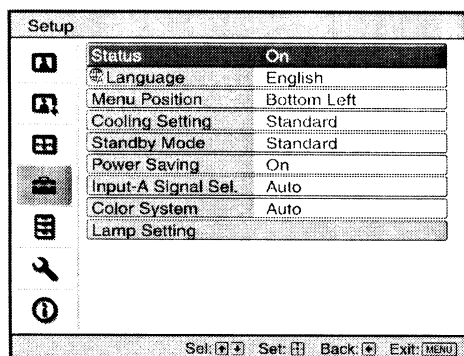 Setup
Status On
Language English
Menu Position Bottom Left
Cooling Setting Standard
Standby Mode Standard
Power Saving On
Input-A Signal Sel. Auto
Color System Auto
Lamp Setting
Sel: Set: Back: Exit: MENU